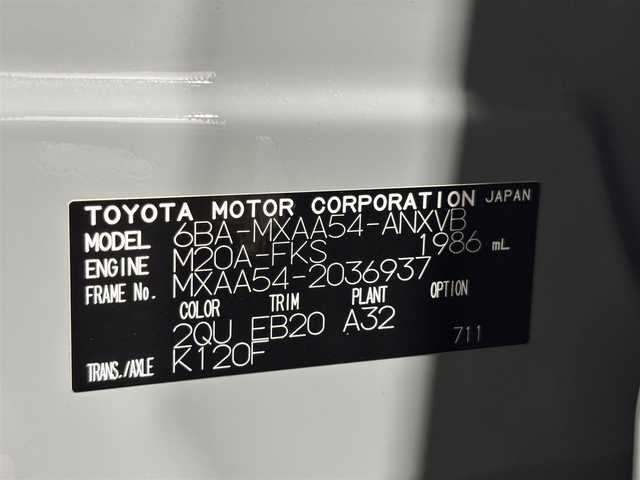 TOYOTA MOTOR CORPORATION JAPAN
MODEL 6BA-MXAA54-ANXVB
ENGINE M20A-FKS 1986 mL
FRAME No. MXAA54-2036937
COLOR TRIM PLANT OPTION
2QU EB20 A32
TRANS./AXLE K120F 711